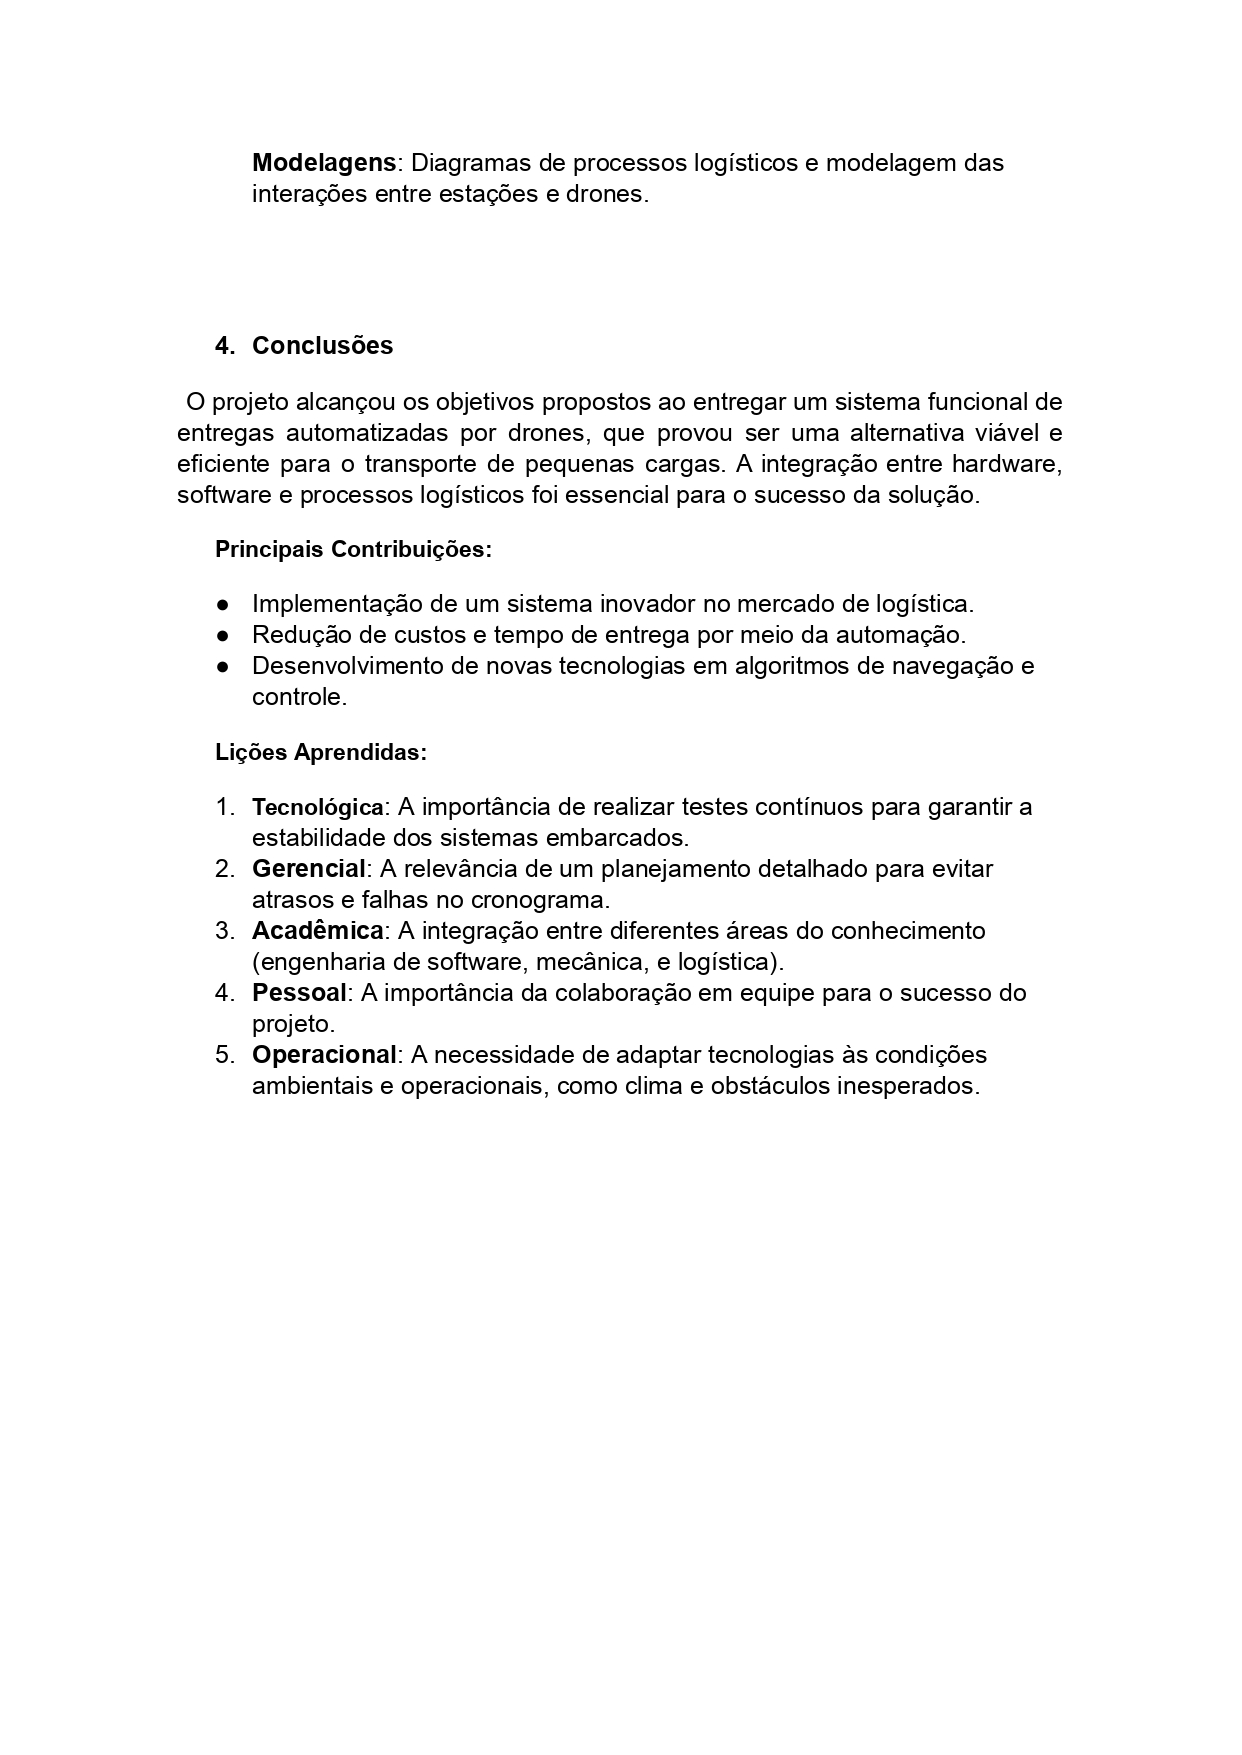 Modelagens: Diagramas de processos logísticos e modelagem das
interações entre estações e drones.
4. Conclusões
O projeto alcançou os objetivos propostos ao entregar um sistema funcional de
entregas automatizadas por drones, que provou ser uma alternativa viável e
eficiente para o transporte de pequenas cargas. A integração entre hardware,
software e processos logísticos foi essencial para o sucesso da solução.
Principais Contribuições:
● Implementação de um sistema inovador no mercado de logística.
● Redução de custos e tempo de entrega por meio da automação.
● Desenvolvimento de novas tecnologias em algoritmos de navegação e
controle.
Lições Aprendidas:
1. Tecnológica: A importância de realizar testes contínuos para garantir a
estabilidade dos sistemas embarcados.
2. Gerencial: A relevância de um planejamento detalhado para evitar
atrasos e falhas no cronograma.
3. Acadêmica: A integração entre diferentes áreas do conhecimento
(engenharia de software, mecânica, e logística).
4. Pessoal: A importância da colaboração em equipe para o sucesso do
projeto.
5. Operacional: A necessidade de adaptar tecnologias às condições
ambientais e operacionais, como clima e obstáculos inesperados.